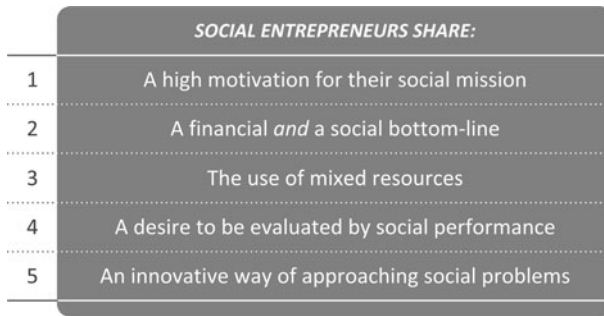 SOCIAL ENTREPRENEURS SHARE:
1 A high motivation for their social mission
2 A financial and a social bottom-line
3 The use of mixed resources
4 A desire to be evaluated by social performance
5 An innovative way of approaching social problems